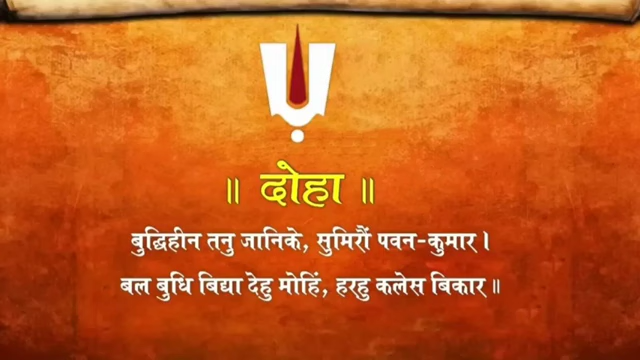 ॥ दोहा ॥
बुद्धिहीन तनु जानिके, सुमिरौं पवन-कुमार।
बल बुधि बिद्या देहु मोहिं, हरहु कलेस बिकार॥